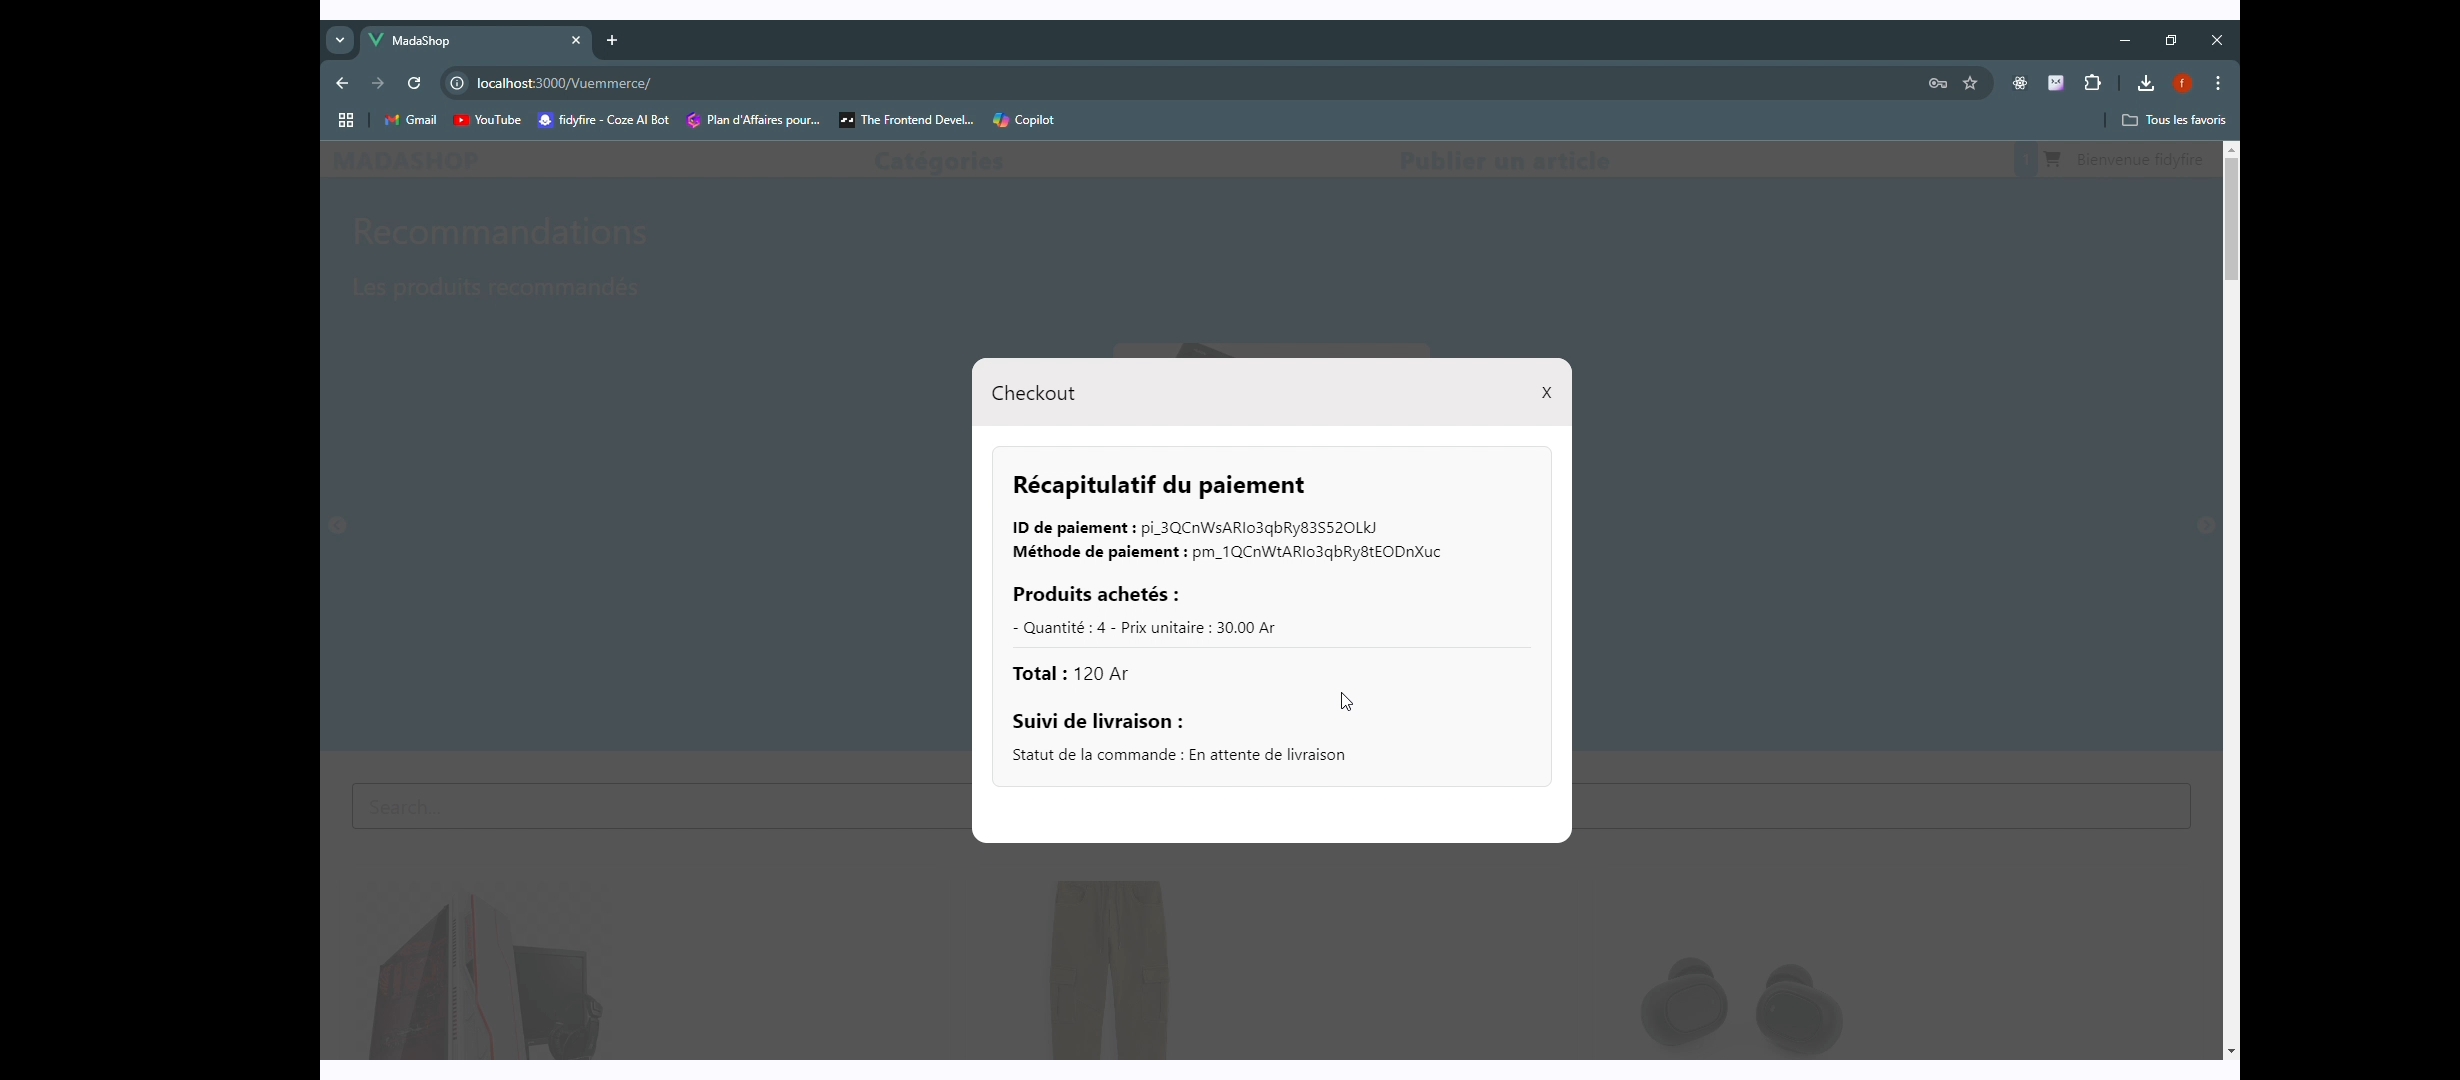 MadaShop
localhost:3000/Vuemmerce/
f
Gmail
YouTube
fidyfire - Coze AI Bot
Plan d'Affaires pour...
The Frontend Devel...
Copilot
Tous les favoris
MADASHOP
Catégories
Publier un article
Bienvenue fidyfire
Recommandations
Les produits recommandés
Checkout
X
Récapitulatif du paiement
ID de paiement : pi_3QCnWsARIo3qbRy83S52OLkJ
Méthode de paiement : pm_1QCnWtARIo3qbRy8tEODnXuc
Produits achetés :
- Quantité : 4 - Prix unitaire : 30.00 Ar
Total : 120 Ar
Suivi de livraison :
Statut de la commande : En attente de livraison
Search...